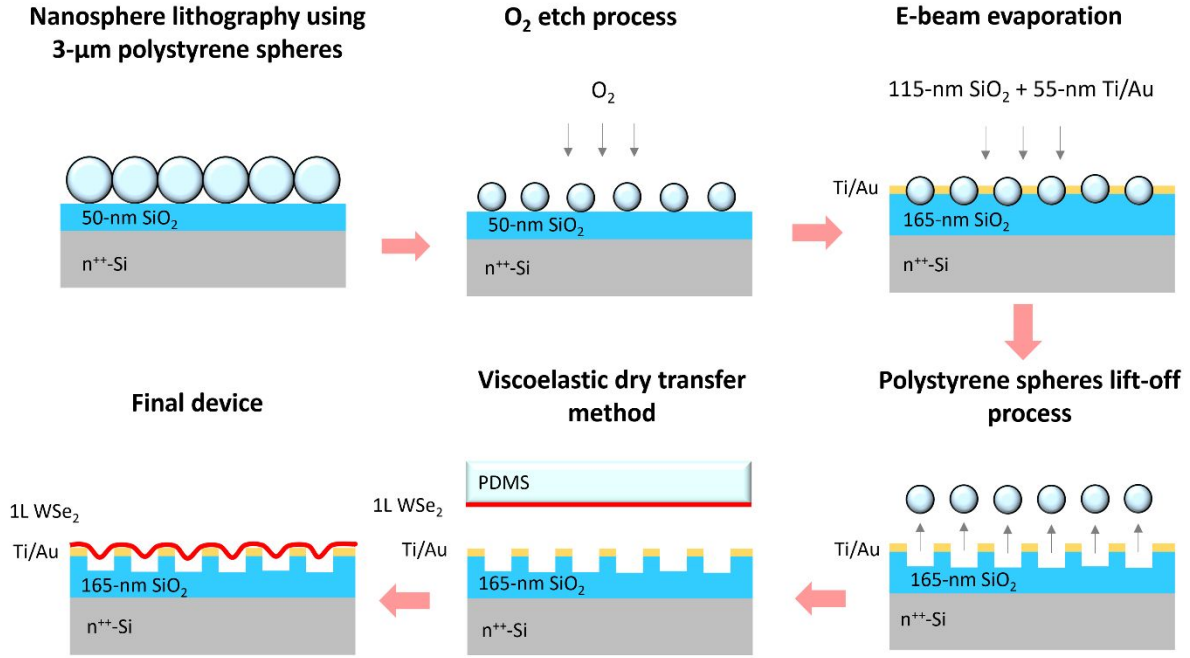 Nanosphere lithography using
3-μm polystyrene spheres
50-nm SiO₂
n⁺⁺-Si
O₂ etch process
O₂
50-nm SiO₂
n⁺⁺-Si
E-beam evaporation
115-nm SiO₂ + 55-nm Ti/Au
Ti/Au
165-nm SiO₂
n⁺⁺-Si
Polystyrene spheres lift-off
process
Ti/Au
165-nm SiO₂
n⁺⁺-Si
Viscoelastic dry transfer
method
PDMS
1L WSe₂
Ti/Au
165-nm SiO₂
n⁺⁺-Si
Final device
1L WSe₂
Ti/Au
165-nm SiO₂
n⁺⁺-Si